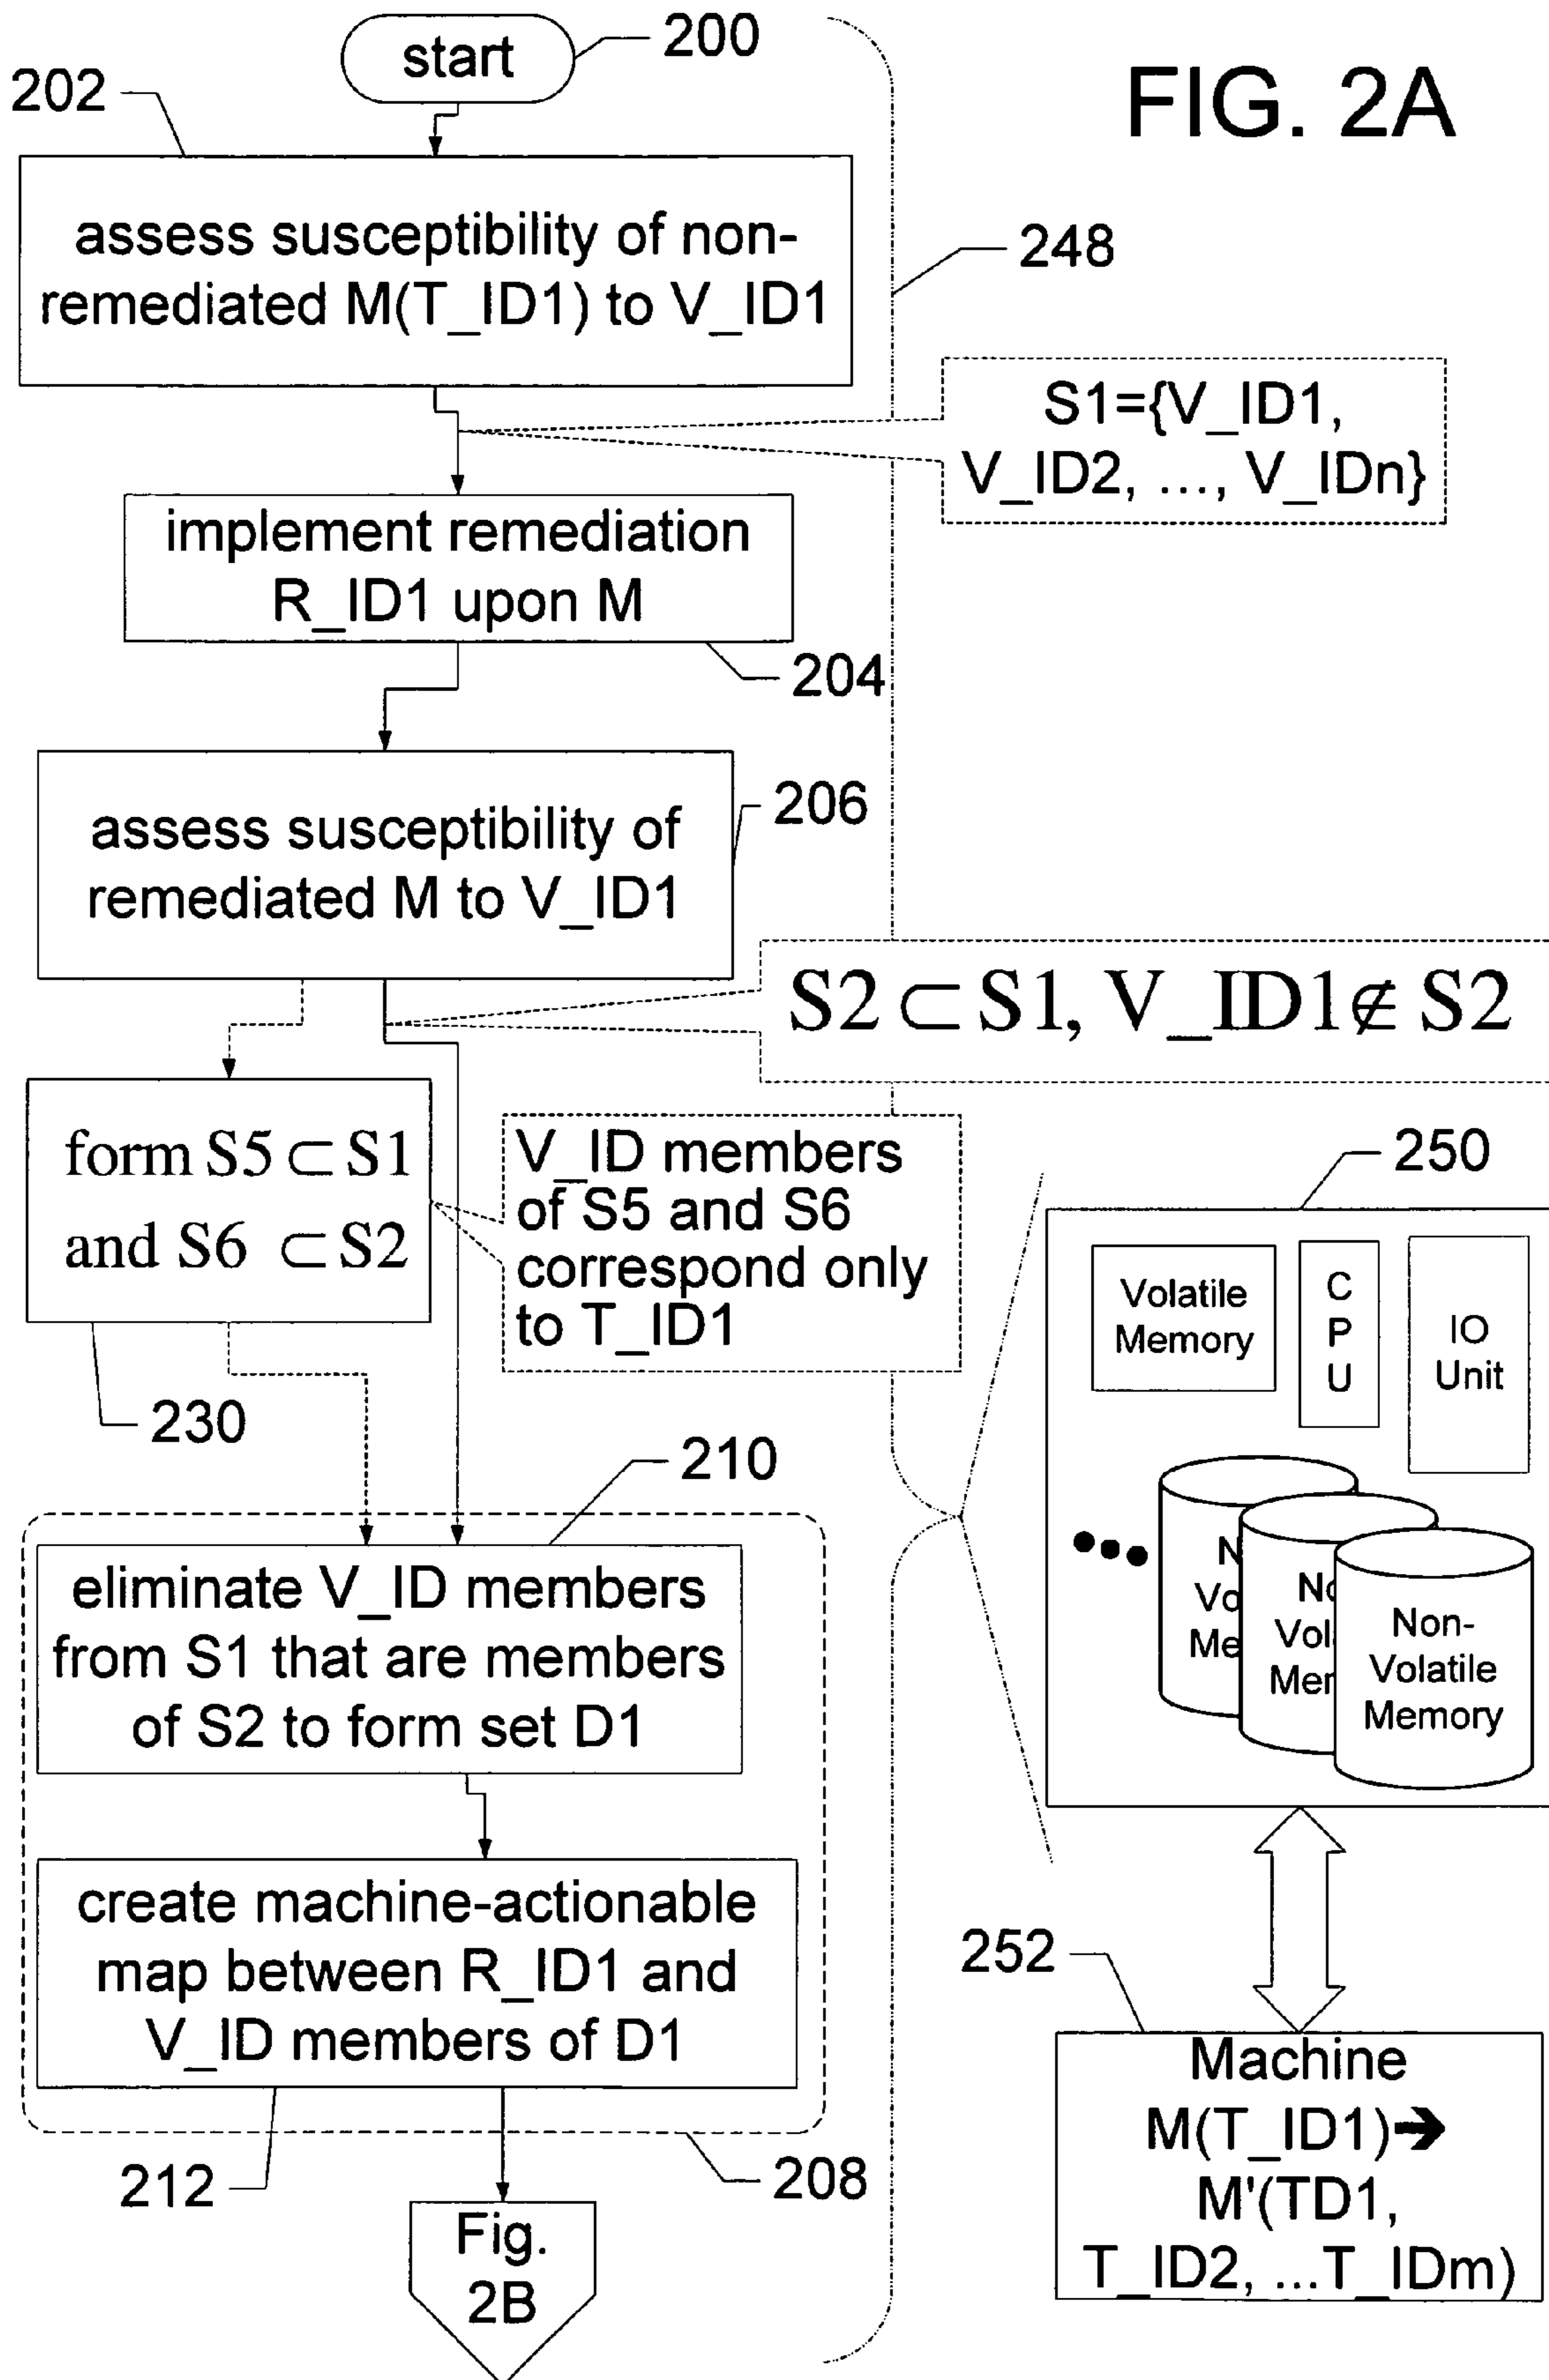 start
200
FIG. 2A
202
assess susceptibility of non-
remediated M(T_ID1) to V_ID1
248
S1={V_ID1,
V_ID2, ..., V_IDn}
implement remediation
R_ID1 upon M
204
assess susceptibility of
remediated M to V_ID1
206
S2 ⊂ S1, V_ID1∉ S2
form S5 ⊂ S1
and S6 ⊂ S2
230
V_ID members
of S5 and S6
correspond only
to T_ID1
250
Volatile
Memory
C
P
U
IO
Unit
N
Vo
Me
No
Vol
Mem
Non-
Volatile
Memory
210
eliminate V_ID members
from S1 that are members
of S2 to form set D1
create machine-actionable
map between R_ID1 and
V_ID members of D1
212
208
Fig.
2B
252
Machine
M(T_ID1)➔
M'(TD1,
T_ID2, ...T_IDm)